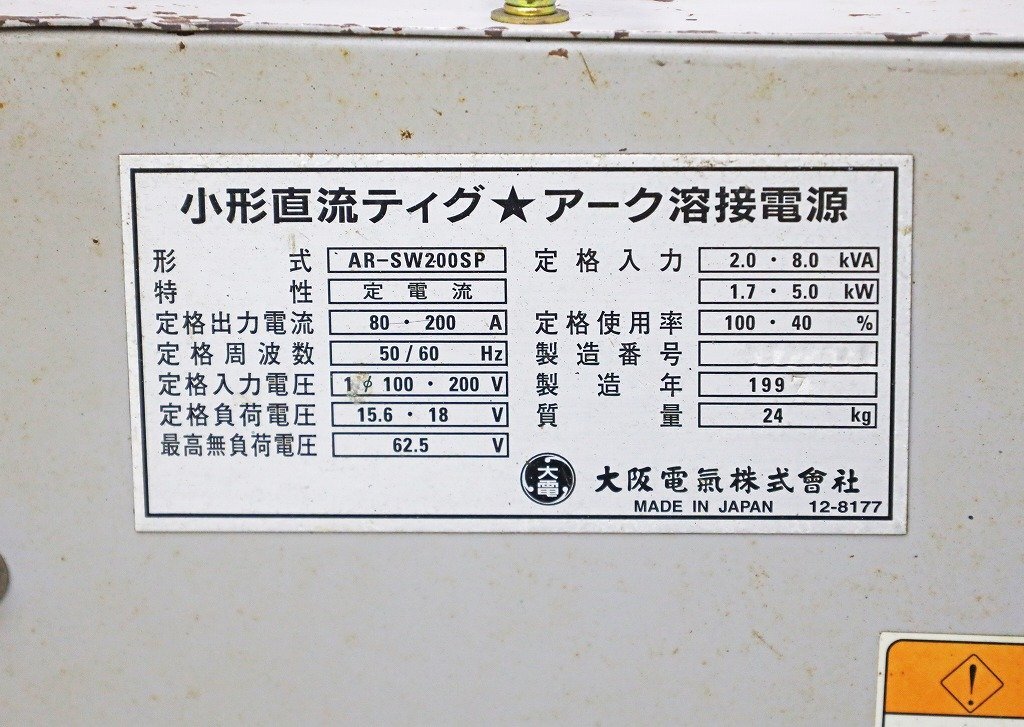 小形直流ティグ★アーク溶接電源
形式 AR-SW200SP
特性 定電流
定格出力電流 80・200 A
定格周波数 50/60 Hz
定格入力電圧 1φ 100・200 V
定格負荷電圧 15.6・18 V
最高無負荷電圧 62.5 V
定格入力 2.0・8.0 kVA
1.7・5.0 kW
定格使用率 100・40 %
製造番号
製造年 199
質量 24 kg
大電
大阪電氣株式會社
MADE IN JAPAN 12-8177
!